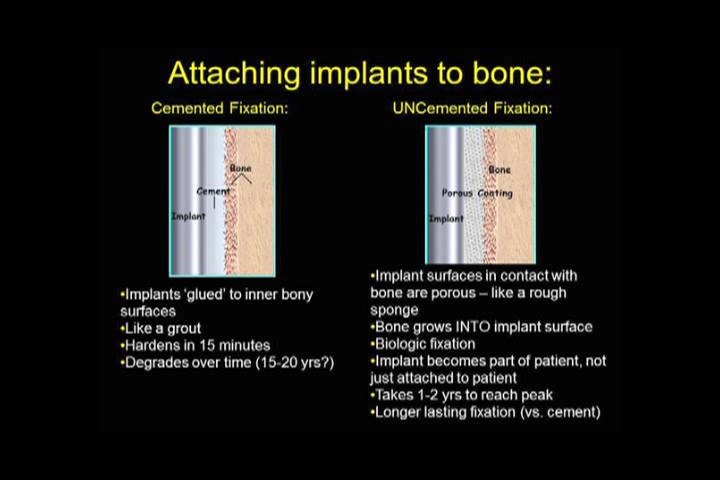 Attaching implants to bone:
Cemented Fixation:
Bone
Cement
Implant
•Implants 'glued' to inner bony
surfaces
•Like a grout
•Hardens in 15 minutes
•Degrades over time (15-20 yrs?)
UNCemented Fixation:
Bone
Porous Coating
Implant
•Implant surfaces in contact with
bone are porous – like a rough
sponge
•Bone grows INTO implant surface
•Biologic fixation
•Implant becomes part of patient, not
just attached to patient
•Takes 1-2 yrs to reach peak
•Longer lasting fixation (vs. cement)